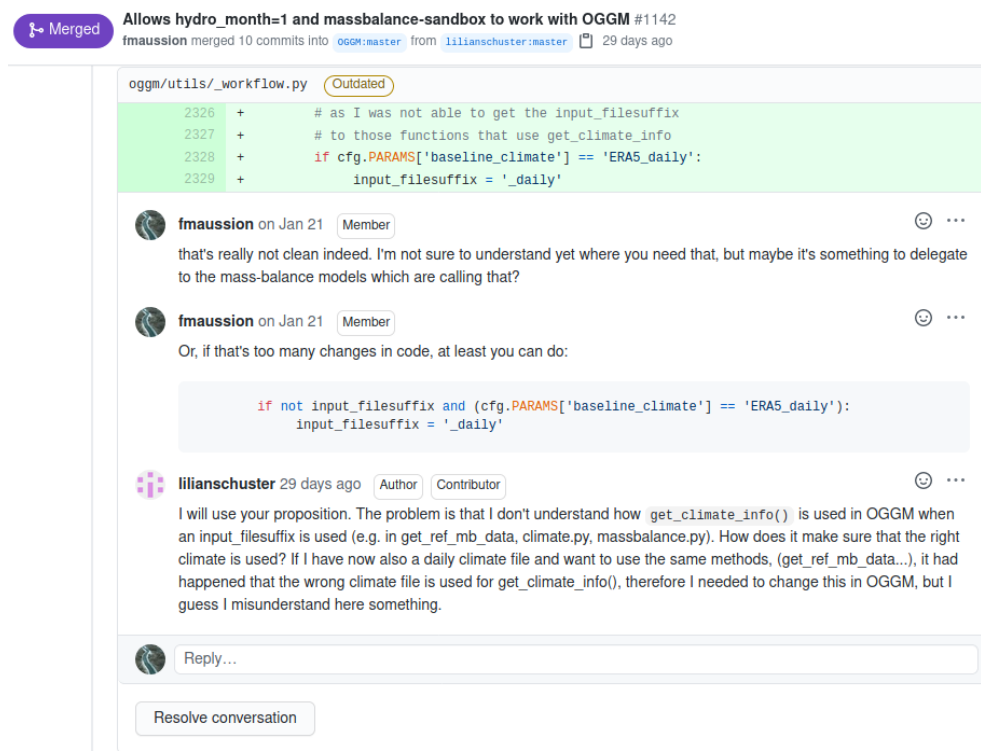 Merged
Allows hydro_month=1 and massbalance-sandbox to work with OGGM #1142
fmaussion merged 10 commits into OGGM:master from lilianschuster:master 29 days ago
oggm/utils/_workflow.py Outdated
2326 + # as I was not able to get the input_filesuffix
2327 + # to those functions that use get_climate_info
2328 + if cfg.PARAMS['baseline_climate'] == 'ERA5_daily':
2329 + input_filesuffix = '_daily'
fmaussion on Jan 21 Member
that's really not clean indeed. I'm not sure to understand yet where you need that, but maybe it's something to delegate
to the mass-balance models which are calling that?
fmaussion on Jan 21 Member
Or, if that's too many changes in code, at least you can do:
if not input_filesuffix and (cfg.PARAMS['baseline_climate'] == 'ERA5_daily'):
input_filesuffix = '_daily'
lilianschuster 29 days ago Author Contributor
I will use your proposition. The problem is that I don't understand how get_climate_info() is used in OGGM when
an input_filesuffix is used (e.g. in get_ref_mb_data, climate.py, massbalance.py). How does it make sure that the right
climate is used? If I have now also a daily climate file and want to use the same methods, (get_ref_mb_data...), it had
happened that the wrong climate file is used for get_climate_info(), therefore I needed to change this in OGGM, but I
guess I misunderstand here something.
Reply...
Resolve conversation